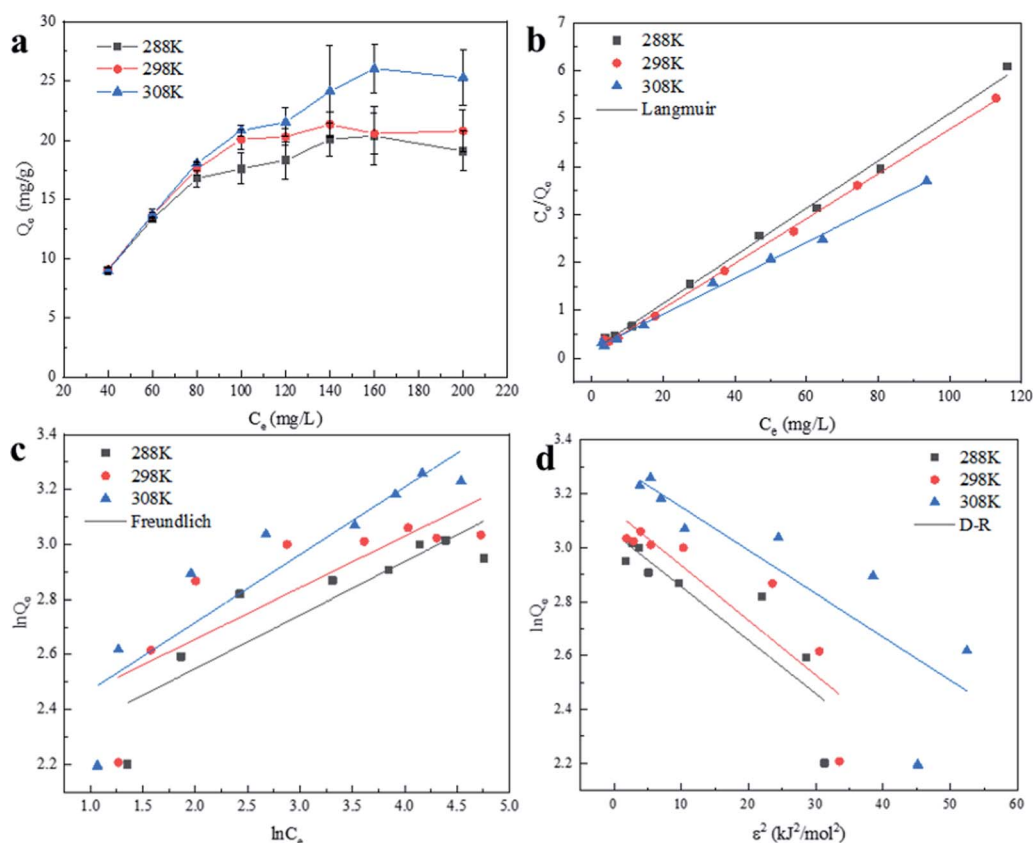 a
288K
298K
308K
Qe (mg/g)
30
25
20
15
10
5
0
20 40 60 80 100 120 140 160 180 200 220
Ce (mg/L)
b
288K
298K
308K
Langmuir
Ce/Qe
7
6
5
4
3
2
1
0
0 20 40 60 80 100 120
Ce (mg/L)
c
288K
298K
308K
Freundlich
lnQe
3.4
3.2
3.0
2.8
2.6
2.4
2.2
1.0 1.5 2.0 2.5 3.0 3.5 4.0 4.5 5.0
lnCe
d
288K
298K
308K
D-R
lnQe
3.4
3.2
3.0
2.8
2.6
2.4
2.2
0 10 20 30 40 50 60
ε² (kJ²/mol²)